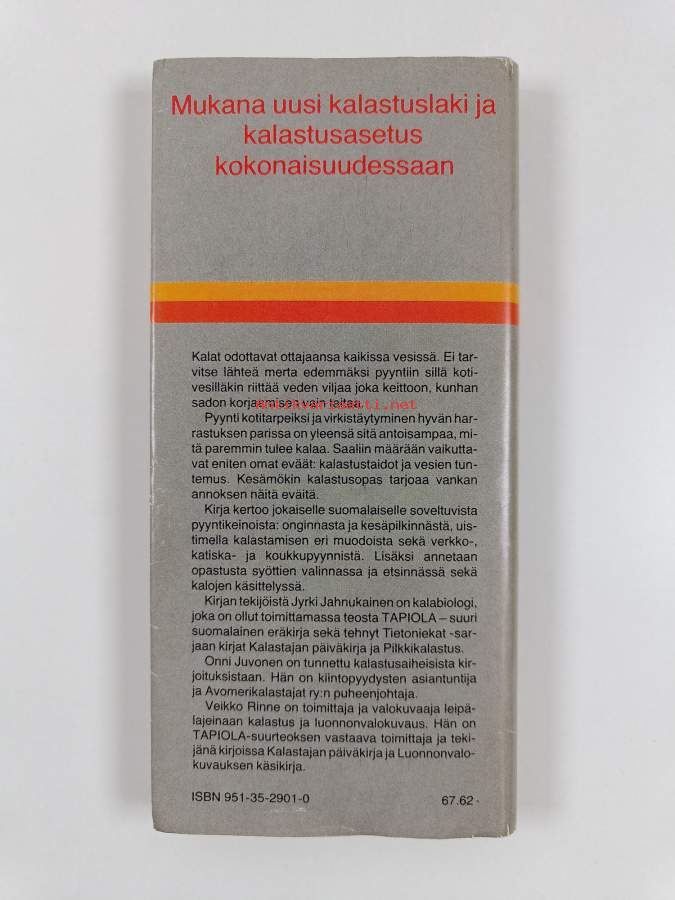 Mukana uusi kalastuslaki ja
kalastusasetus
kokonaisuudessaan
Kalat odottavat ottajaansa kaikissa vesissä. Ei tar-
vitse lähteä merta edemmäksi pyyntiin sillä koti-
vesilläkin riittää veden viljaa joka keittoon, kunhan
sadon korjaamisen vain taitaa.
Antikvariaatti.net
Pyynti kotitarpeiksi ja virkistäytyminen hyvän har-
rastuksen parissa on yleensä sitä antoisampaa, mi-
tä paremmin tulee kalaa. Saaliin määrään vaikutta-
vat eniten omat eväät: kalastustaidot ja vesien tun-
temus. Kesämökin kalastusopas tarjoaa vankan
annoksen näitä eväitä.
Kirja kertoo jokaiselle suomalaiselle soveltuvista
pyyntikeinoista: onginnasta ja kesäpilkinnästä, uis-
timella kalastamisen eri muodoista sekä verkko-,
katiska- ja koukkupyynnistä. Lisäksi annetaan
opastusta syöttien valinnassa ja etsinnässä sekä
kalojen käsittelyssä.
Kirjan tekijöistä Jyrki Jahnukainen on kalabiologi,
joka on ollut toimittamassa teosta TAPIOLA – suuri
suomalainen eräkirja sekä tehnyt Tietoniekat -sar-
jaan kirjat Kalastajan päiväkirja ja Pilkkikalastus.
Onni Juvonen on tunnettu kalastusaiheisista kir-
joituksistaan. Hän on kiintopyydysten asiantuntija
ja Avomerikalastajat ry:n puheenjohtaja.
Veikko Rinne on toimittaja ja valokuvaaja leipä-
lajeinaan kalastus ja luonnonvalokuvaus. Hän on
TAPIOLA-suurteoksen vastaava toimittaja ja teki-
jänä kirjoissa Kalastajan päiväkirja ja Luonnonvalo-
kuvauksen käsikirja.
ISBN 951-35-2901-0 67.62-